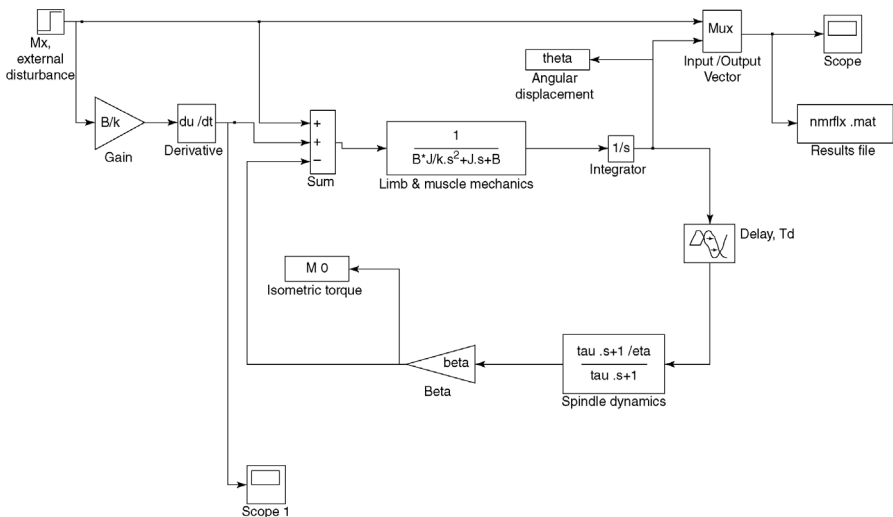 Mx,
external
disturbance
B/k
Gain
du /dt
Derivative
+
+
−
Sum
1
B*J/k.s²+J.s+B
Limb & muscle mechanics
1/s
Integrator
theta
Angular
displacement
Mux
Input /Output
Vector
Scope
nmrflx .mat
Results file
Delay, Td
M 0
Isometric torque
beta
Beta
tau .s+1 /eta
tau .s+1
Spindle dynamics
Scope 1